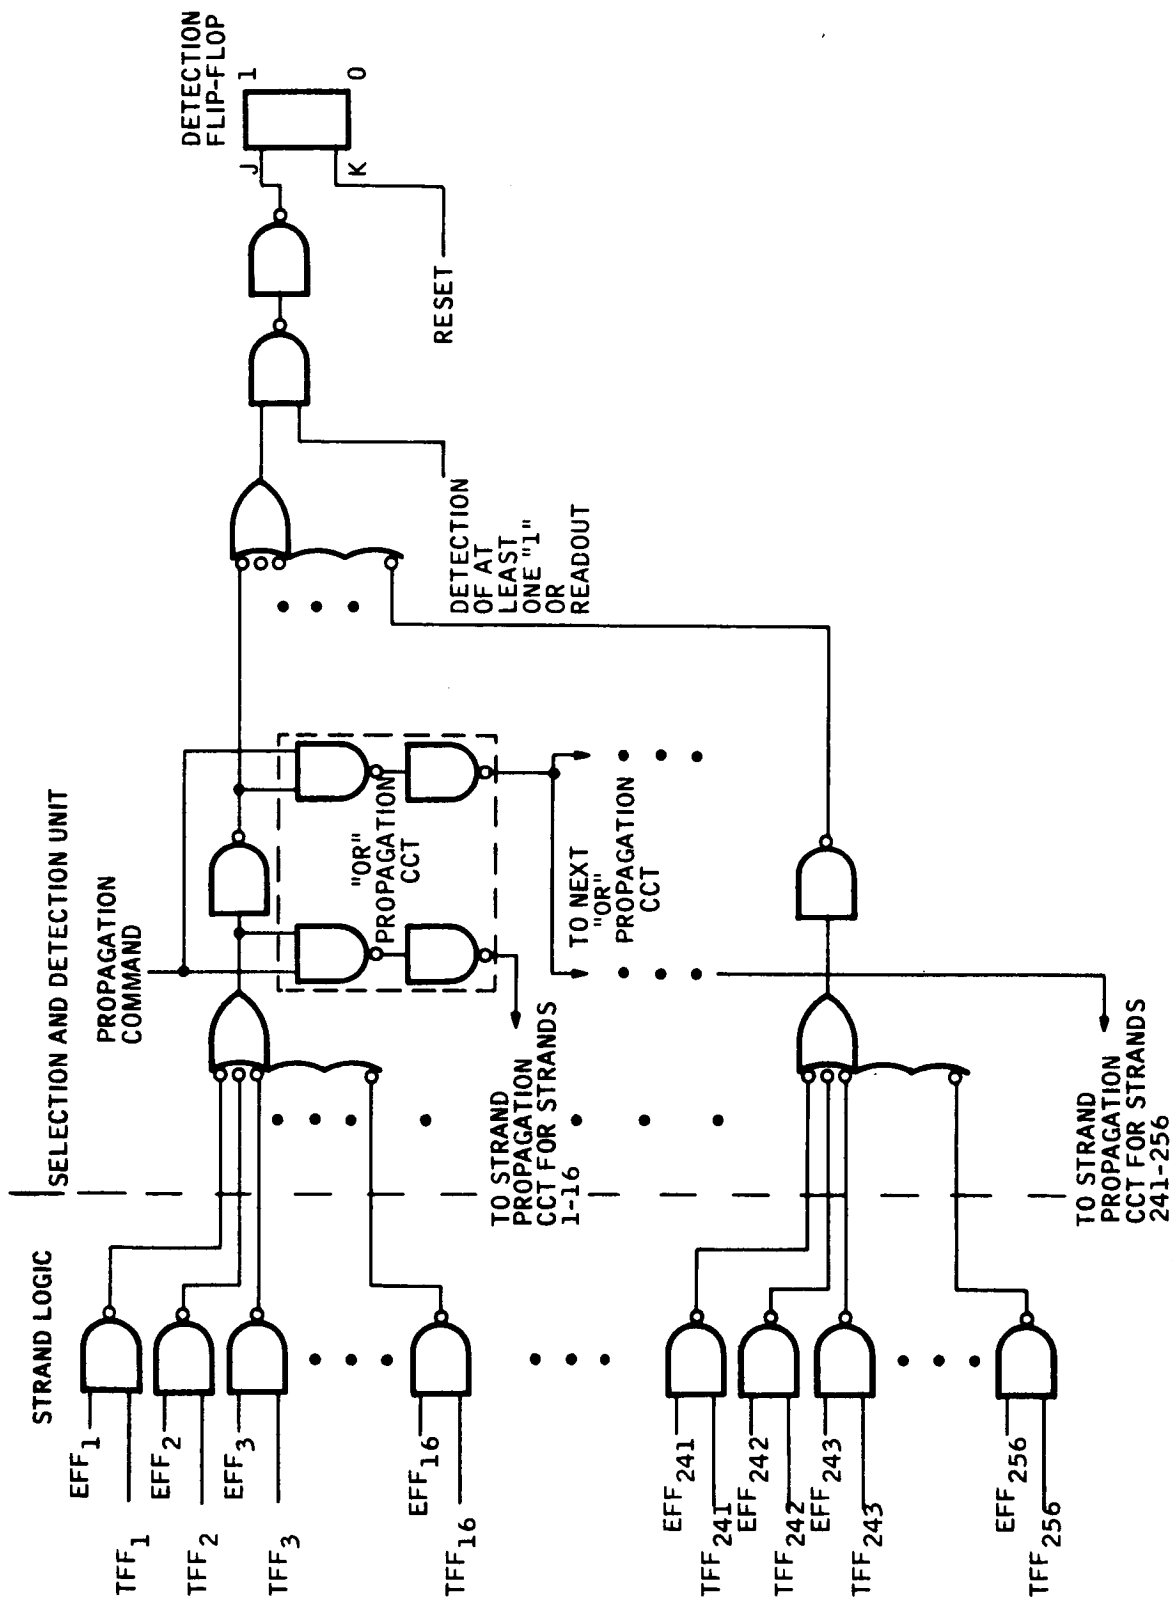 STRAND LOGIC
SELECTION AND DETECTION UNIT
PROPAGATION
COMMAND
DETECTION
FLIP-FLOP
J
1
K
0
RESET
EFF1
TFF1
EFF2
TFF2
EFF3
TFF3
EFF16
TFF16
"OR"
PROPAGATION
CCT
DETECTION
OF AT
LEAST
ONE "1"
OR
READOUT
TO STRAND
PROPAGATION
CCT FOR STRANDS
1-16
TO NEXT
"OR"
PROPAGATION
CCT
EFF241
TFF241
EFF242
TFF242
EFF243
TFF243
EFF256
TFF256
TO STRAND
PROPAGATION
CCT FOR STRANDS
241-256